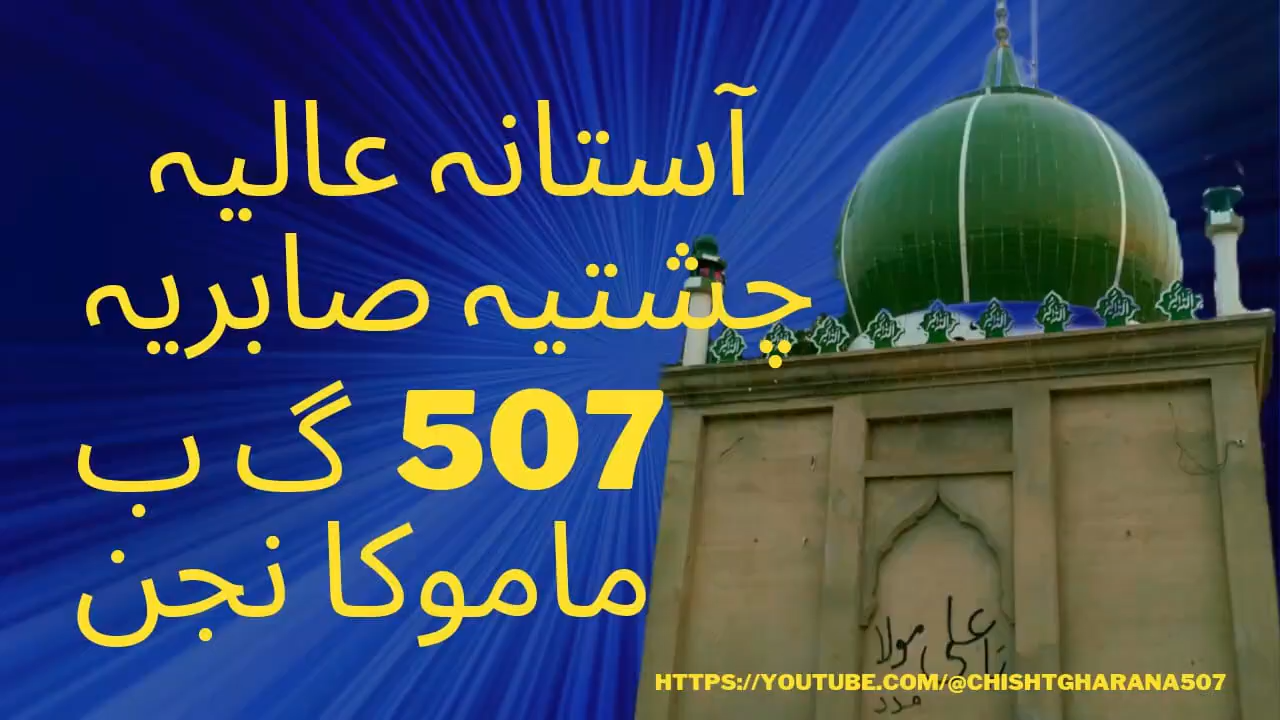 آستانہ عالیہ
چشتیہ صابریہ
507 گ ب
ماموکا نجن
علی مولا
مدد
HTTPS://YOUTUBE.COM/@CHISHTGHARANA507